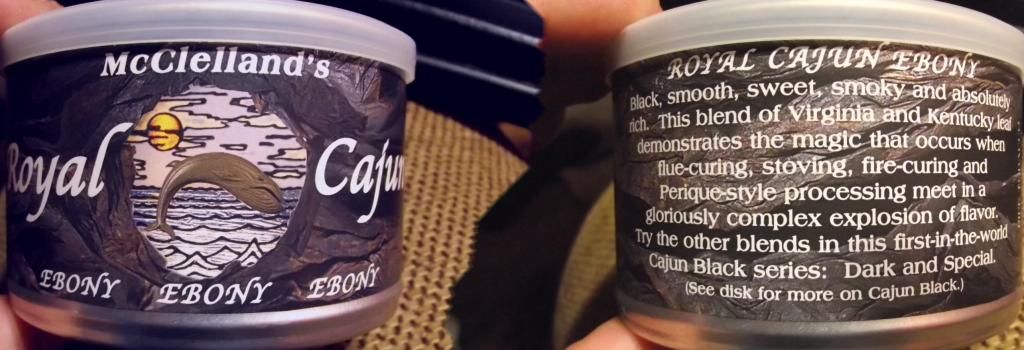 McClelland's
Royal Cajun
EBONY EBONY EBONY
ROYAL CAJUN EBONY
Black, smooth, sweet, smoky and absolutely
rich. This blend of Virginia and Kentucky leaf
demonstrates the magic that occurs when
flue-curing, stoving, fire-curing and
Perique-style processing meet in a
gloriously complex explosion of flavor.
Try the other blends in this first-in-the-world
Cajun Black series: Dark and Special.
(See disk for more on Cajun Black.)